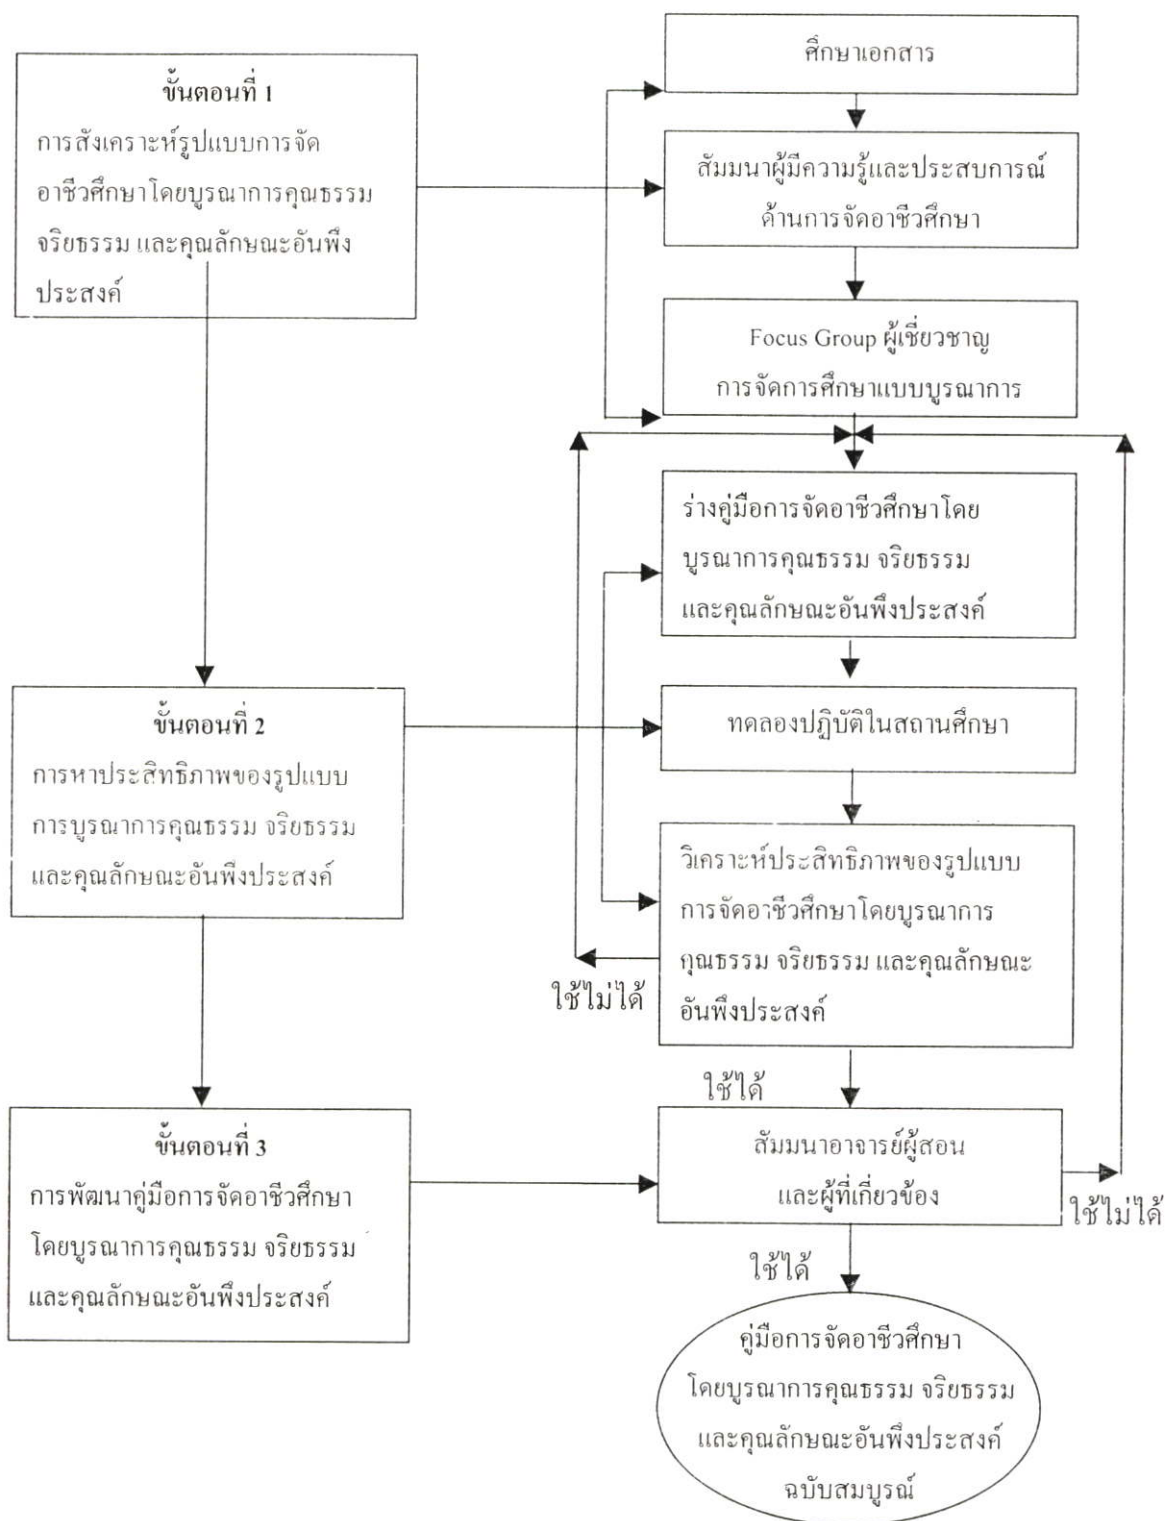 ขั้นตอนที่ 1
การสังเคราะห์รูปแบบการจัด
อาชีวศึกษาโดยบูรณาการคุณธรรม
จริยธรรม และคุณลักษณะอันพึง
ประสงค์
ศึกษาเอกสาร
สัมมนาผู้มีความรู้และประสบการณ์
ด้านการจัดอาชีวศึกษา
Focus Group ผู้เชี่ยวชาญ
การจัดการศึกษาแบบบูรณาการ
ขั้นตอนที่ 2
การหาประสิทธิภาพของรูปแบบ
การบูรณาการคุณธรรม จริยธรรม
และคุณลักษณะอันพึงประสงค์
ร่างคู่มือการจัดอาชีวศึกษาโดย
บูรณาการคุณธรรม จริยธรรม
และคุณลักษณะอันพึงประสงค์
ทดลองปฏิบัติในสถานศึกษา
วิเคราะห์ประสิทธิภาพของรูปแบบ
การจัดอาชีวศึกษาโดยบูรณาการ
คุณธรรม จริยธรรม และคุณลักษณะ
อันพึงประสงค์
ใช้ไม่ได้
ใช้ได้
ขั้นตอนที่ 3
การพัฒนาคู่มือการจัดอาชีวศึกษา
โดยบูรณาการคุณธรรม จริยธรรม
และคุณลักษณะอันพึงประสงค์
สัมมนาอาจารย์ผู้สอน
และผู้ที่เกี่ยวข้อง
ใช้ไม่ได้
ใช้ได้
คู่มือการจัดอาชีวศึกษา
โดยบูรณาการคุณธรรม จริยธรรม
และคุณลักษณะอันพึงประสงค์
ฉบับสมบูรณ์